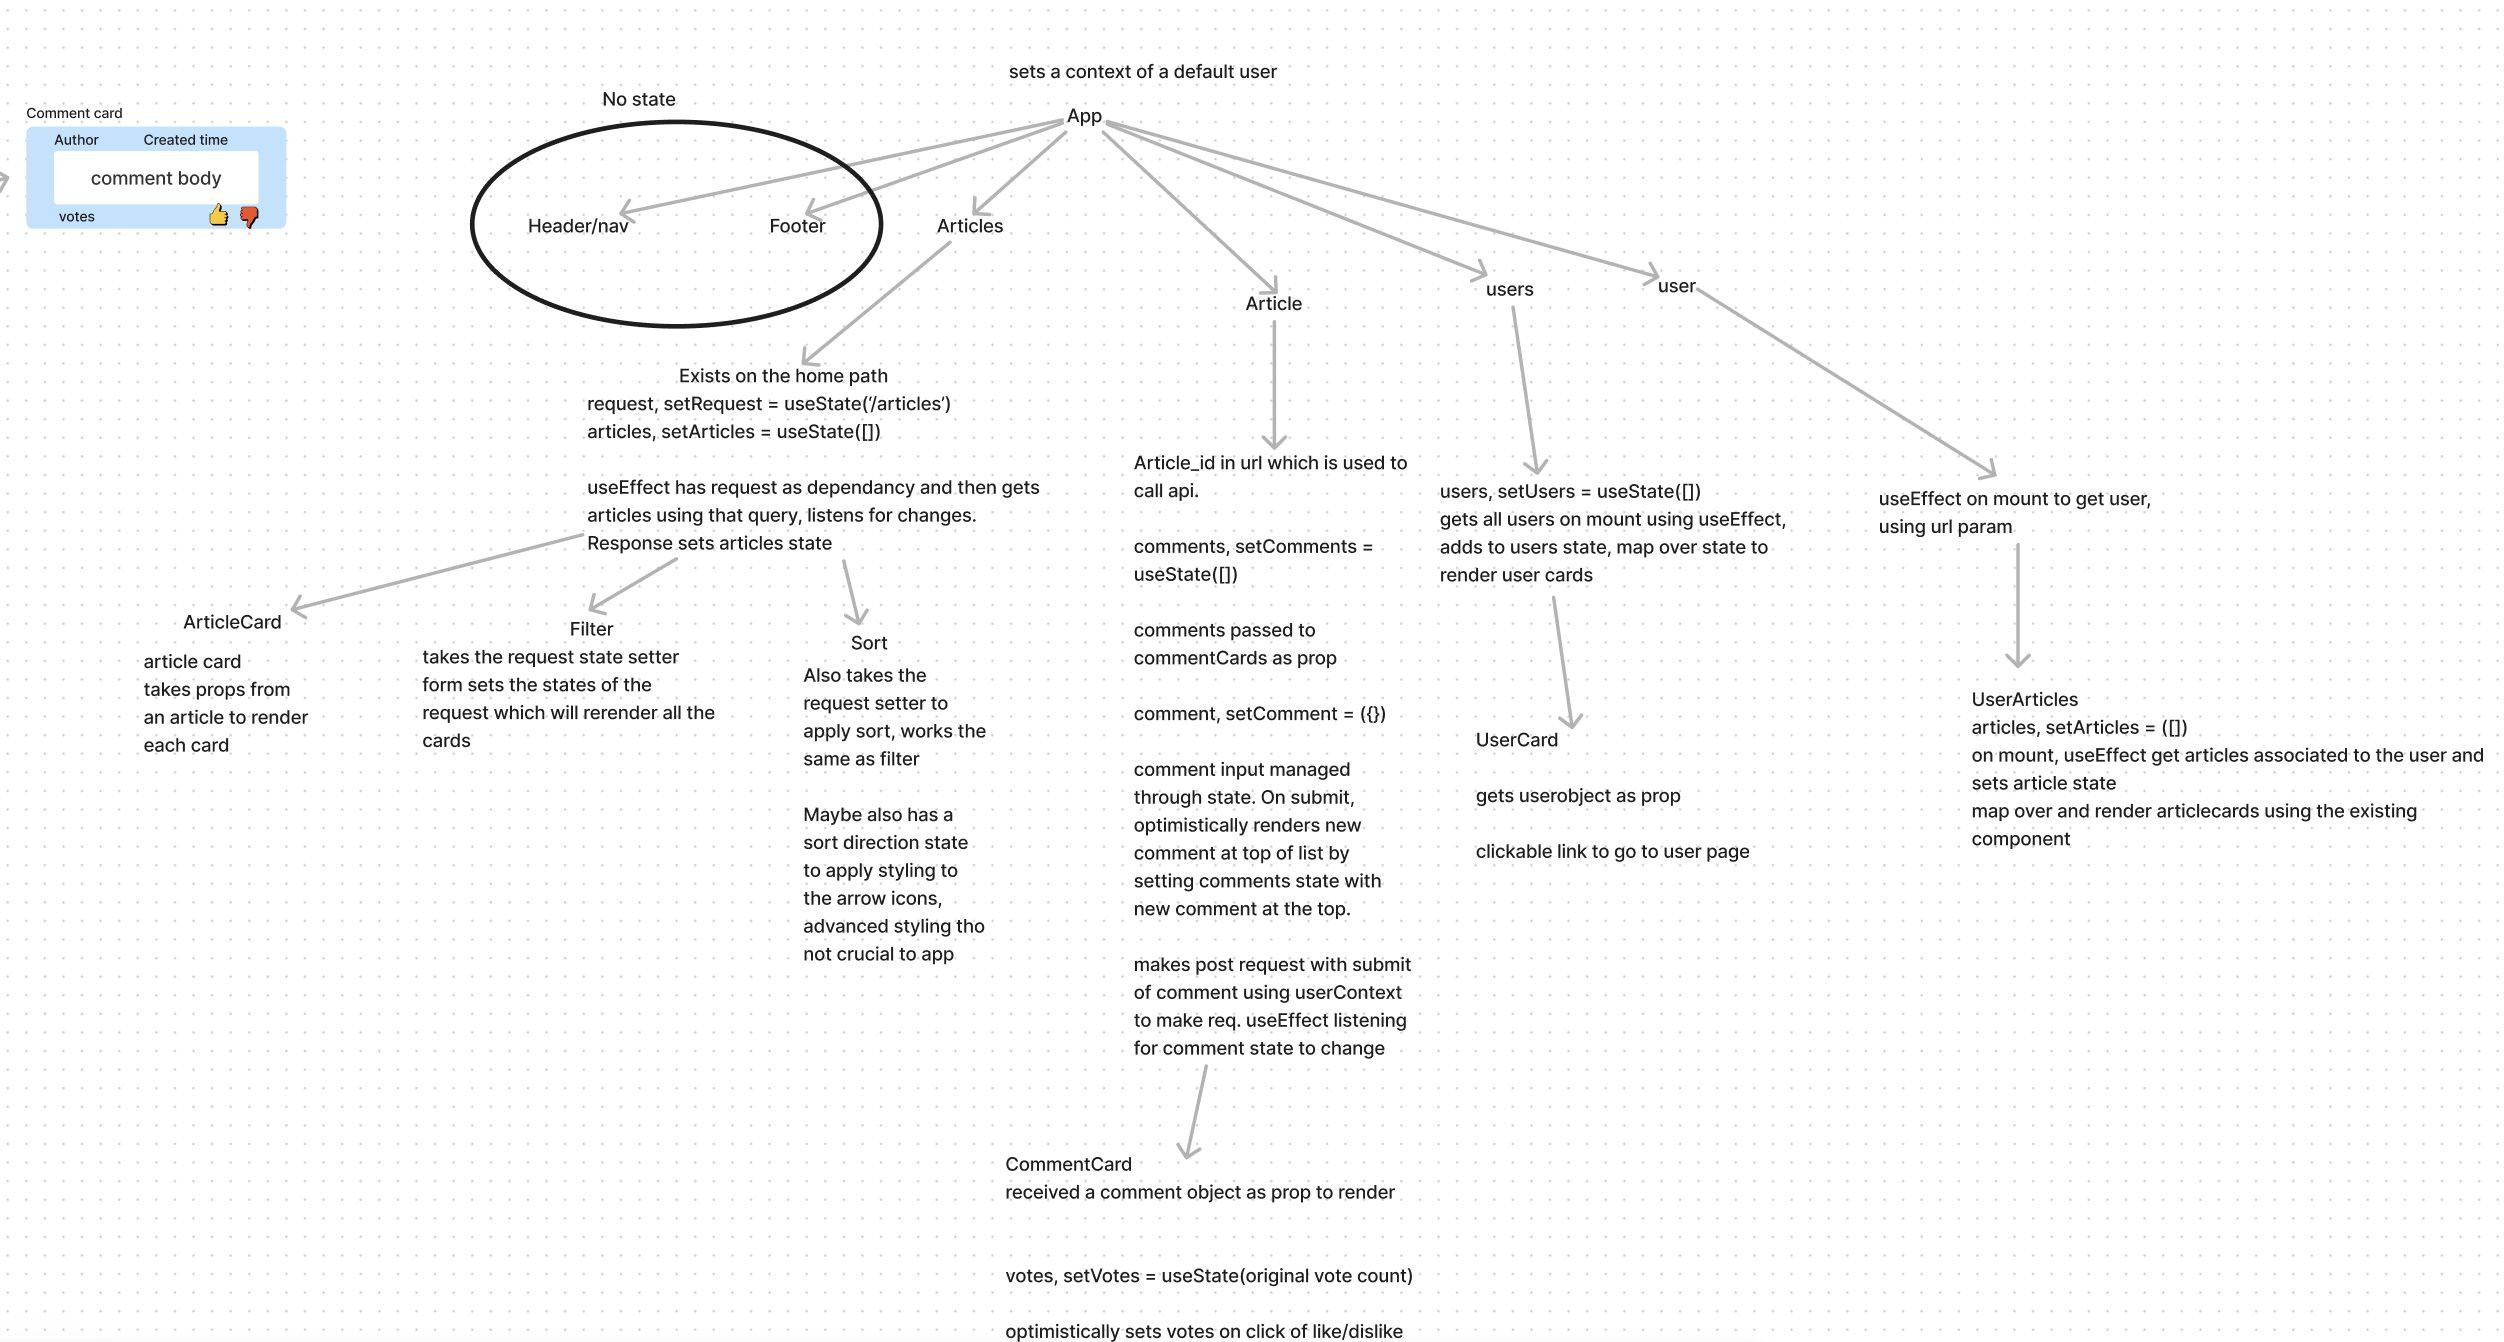 sets a context of a default user
No state
App
Comment card
Author Created time
comment body
votes
Header/nav
Footer
Articles
Article
users
user
Exists on the home path
request, setRequest = useState(‘/articles’)
articles, setArticles = useState([])
useEffect has request as dependancy and then gets
articles using that query, listens for changes.
Response sets articles state
ArticleCard
article card
takes props from
an article to render
each card
Filter
takes the request state setter
form sets the states of the
request which will rerender all the
cards
Sort
Also takes the
request setter to
apply sort, works the
same as filter
Maybe also has a
sort direction state
to apply styling to
the arrow icons,
advanced styling tho
not crucial to app
Article_id in url which is used to
call api.
comments, setComments =
useState([])
comments passed to
commentCards as prop
comment, setComment = ({})
comment input managed
through state. On submit,
optimistically renders new
comment at top of list by
setting comments state with
new comment at the top.
makes post request with submit
of comment using userContext
to make req. useEffect listening
for comment state to change
CommentCard
received a comment object as prop to render
votes, setVotes = useState(original vote count)
optimistically sets votes on click of like/dislike
users, setUsers = useState([])
gets all users on mount using useEffect,
adds to users state, map over state to
render user cards
UserCard
gets userobject as prop
clickable link to go to user page
useEffect on mount to get user,
using url param
UserArticles
articles, setArticles = ([])
on mount, useEffect get articles associated to the user and
sets article state
map over and render articlecards using the existing
component